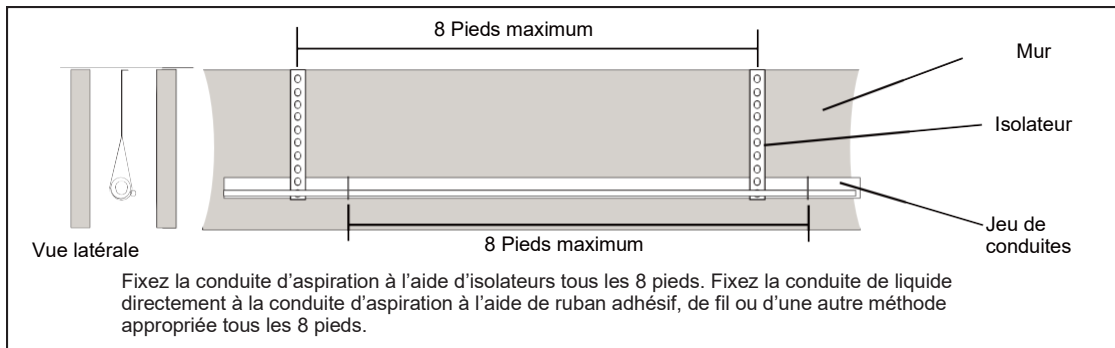 8 Pieds maximum
Mur
Isolateur
Jeu de
conduites
8 Pieds maximum
Vue latérale
Fixez la conduite d’aspiration à l’aide d’isolateurs tous les 8 pieds. Fixez la conduite de liquide
directement à la conduite d’aspiration à l’aide de ruban adhésif, de fil ou d’une autre méthode
appropriée tous les 8 pieds.